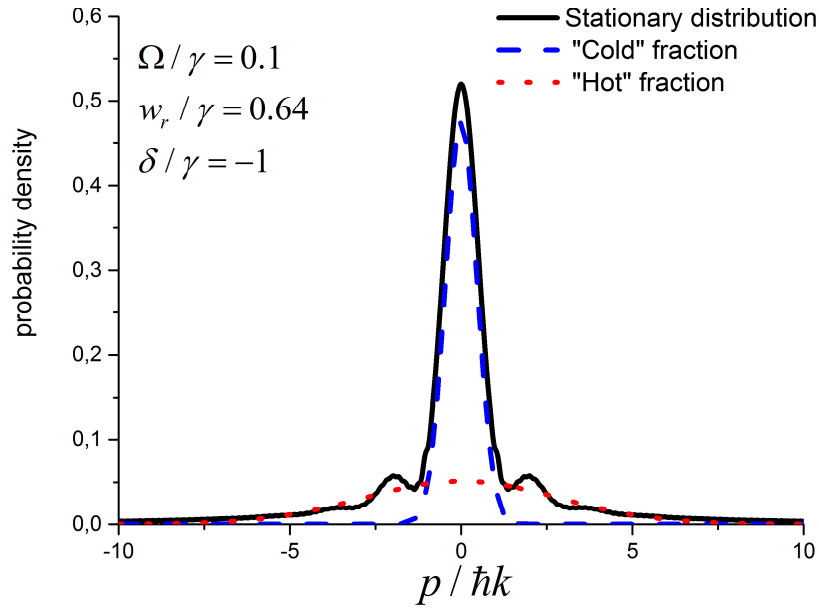 0,6
0,5
0,4
0,3
0,2
0,1
0,0
probability density
Ω / γ = 0.1
w_r / γ = 0.64
δ / γ = −1
Stationary distribution
"Cold" fraction
"Hot" fraction
-10
-5
0
5
10
p / ħk